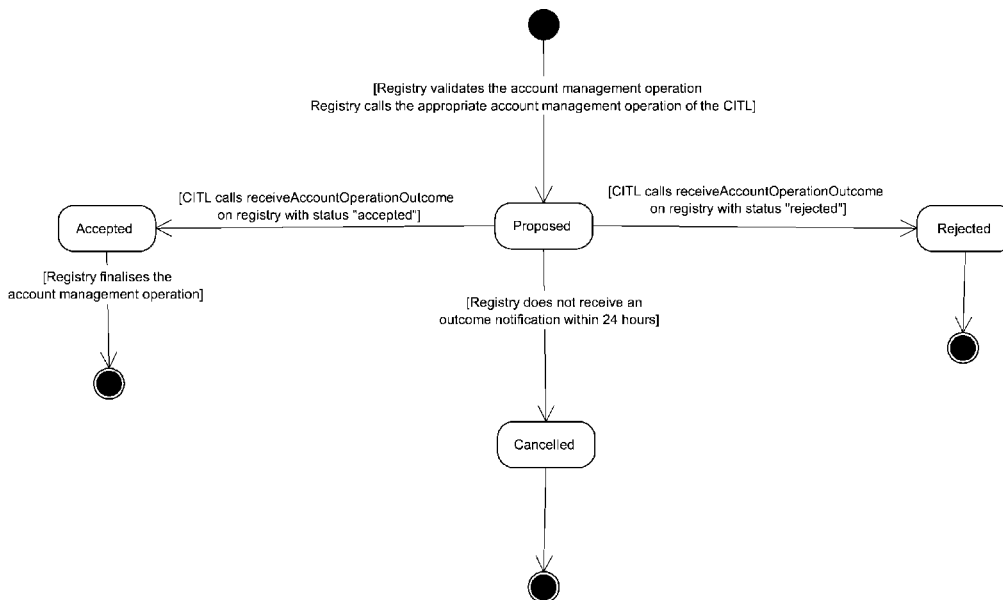 [Registry validates the account management operation
Registry calls the appropriate account management operation of the CITL]
[CITL calls receiveAccountOperationOutcome
on registry with status "accepted"]
[CITL calls receiveAccountOperationOutcome
on registry with status "rejected"]
Accepted
Proposed
Rejected
[Registry finalises the
account management operation]
[Registry does not receive an
outcome notification within 24 hours]
Cancelled